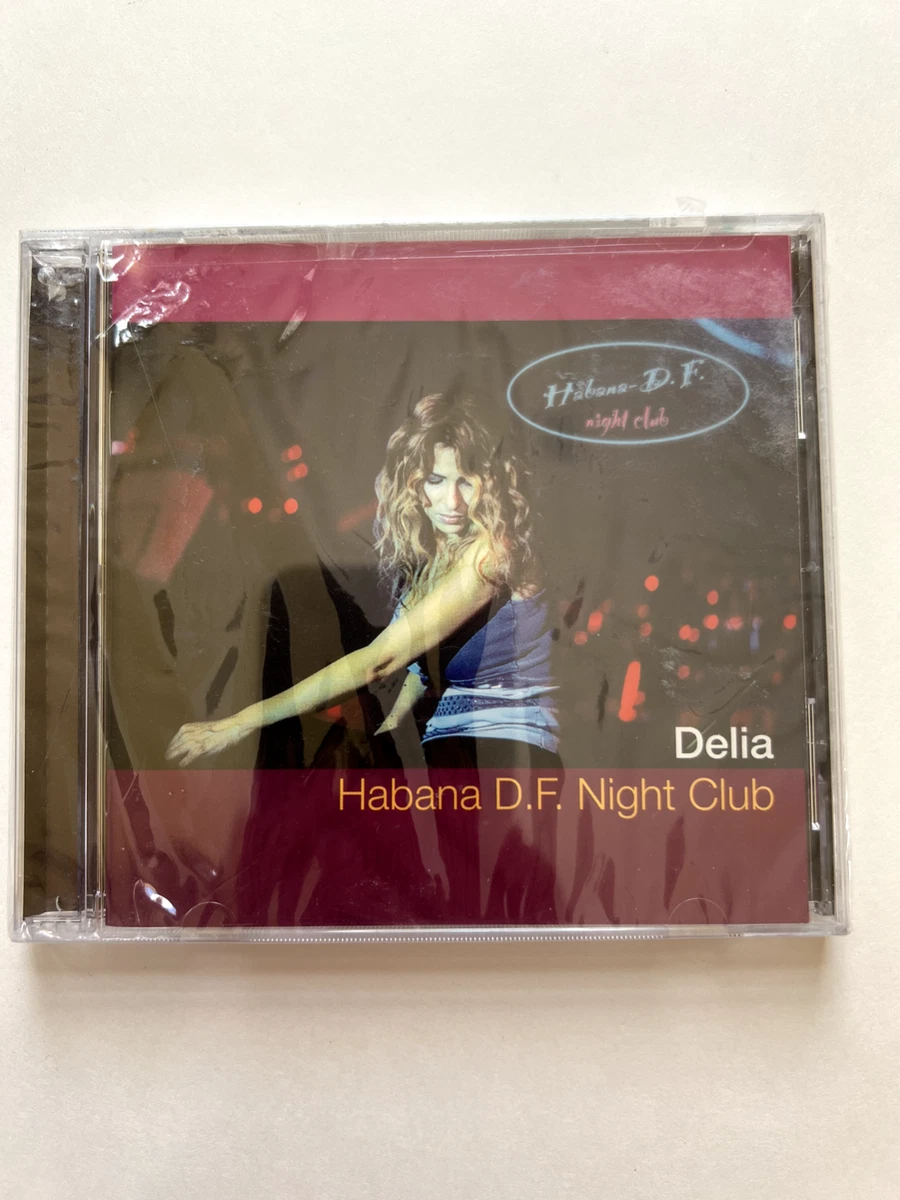 Habana-D.F.
night club
Delia
Habana D.F. Night Club